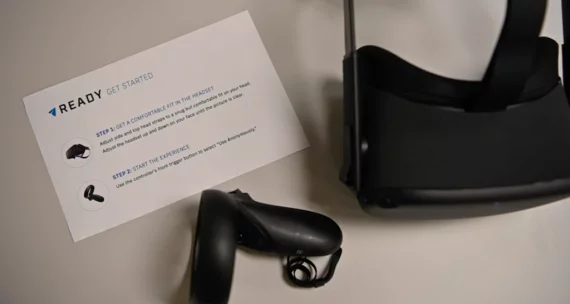 READY GET STARTED
STEP 1: GET A COMFORTABLE FIT IN THE HEADSET
Adjust side and top head straps to a snug but comfortable fit on your head.
Adjust the headset up and down on your face until the picture is clear.
STEP 2: START THE EXPERIENCE
Use the controller's front trigger button to select "Use Anonymously."